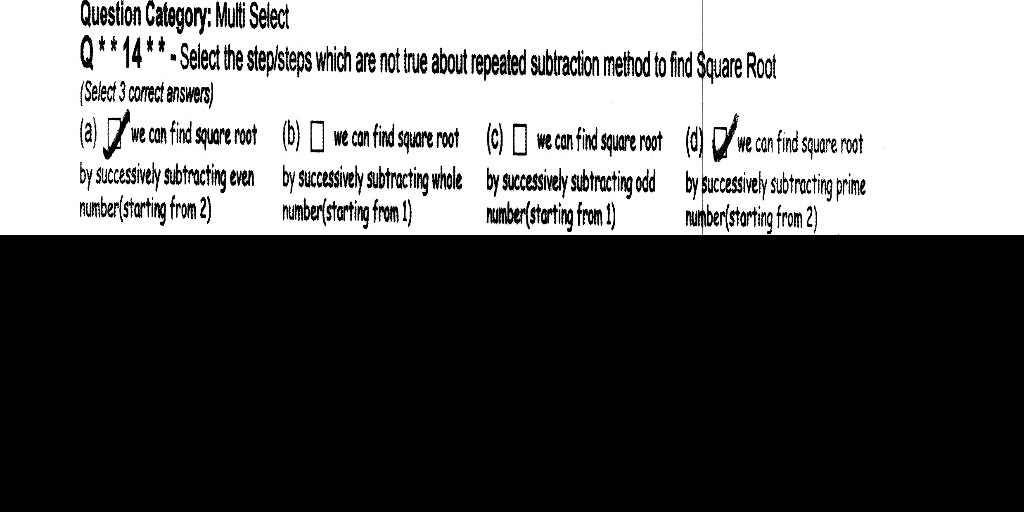 Question Category: Multi Select
Q**14** - Select the step/steps which are not true about repeated subtraction method to find Square Root
(Select 3 correct answers)
(a) ☑ we can find square root (b) ☐ we can find square root (c) ☐ we can find square root (d) ☑ we can find square root
by successively subtracting even by successively subtracting whole by successively subtracting odd by successively subtracting prime
number(starting from 2) number(starting from 1) number(starting from 1) number(starting from 2)